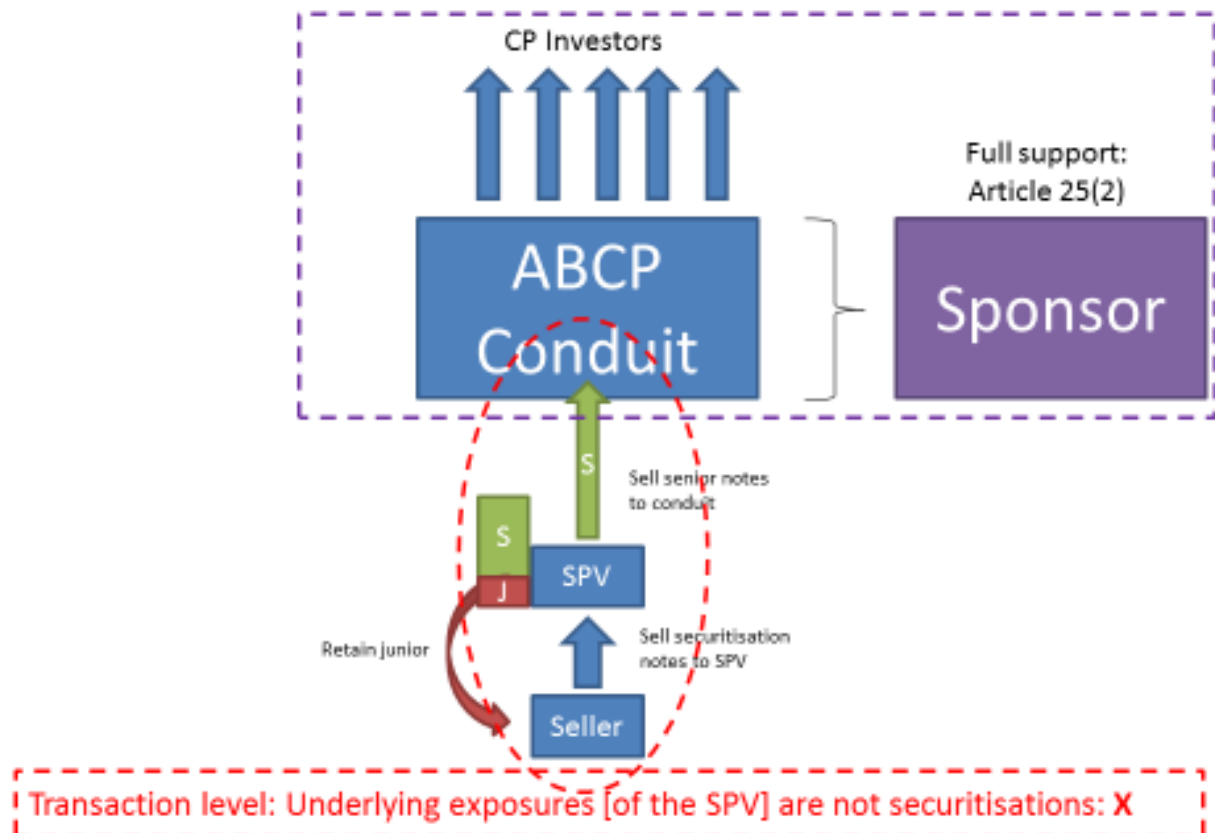 CP Investors
Full support:
Article 25(2)
ABCP
Conduit
Sponsor
S
Sell senior notes
to conduit
S
J
SPV
Retain junior
Sell securitisation
notes to SPV
Seller
Transaction level: Underlying exposures [of the SPV] are not securitisations: X